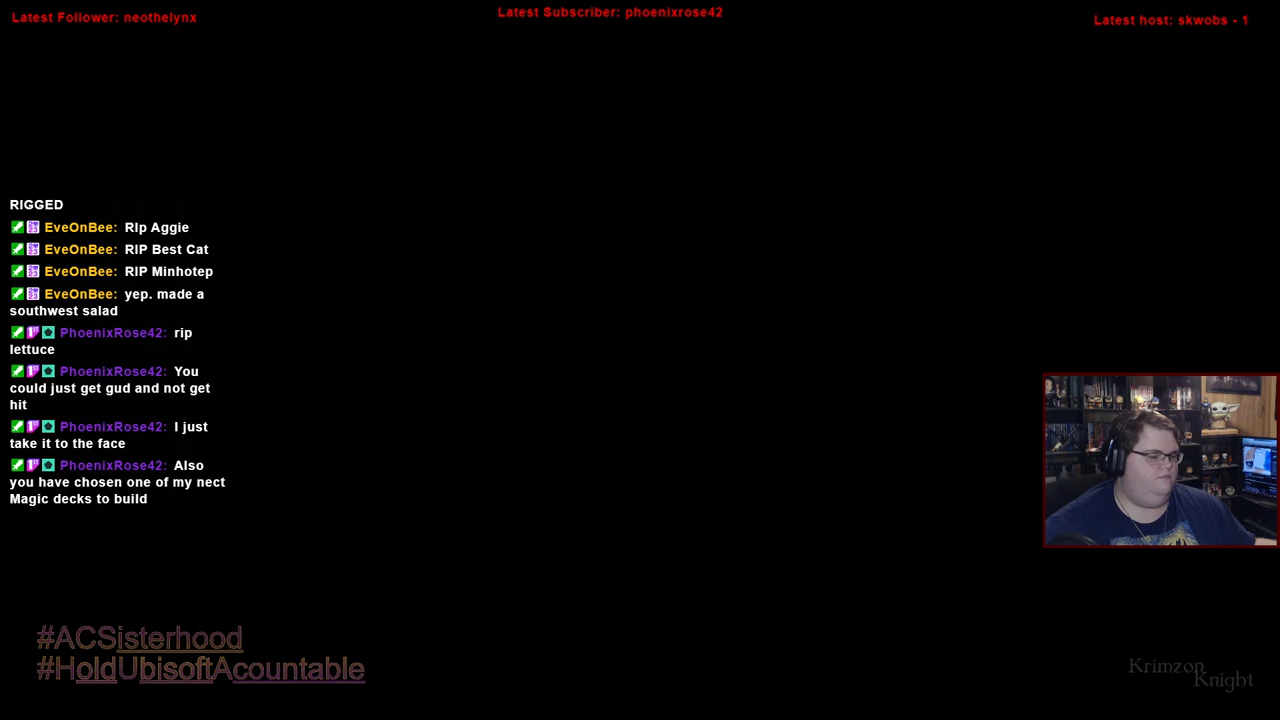 Latest Follower: neothelynx
Latest Subscriber: phoenixrose42
Latest host: skwobs - 1
RIGGED
EveOnBee: RIp Aggie
EveOnBee: RIP Best Cat
EveOnBee: RIP Minhotep
EveOnBee: yep. made a
southwest salad
PhoenixRose42: rip
lettuce
PhoenixRose42: You
could just get gud and not get
hit
PhoenixRose42: I just
take it to the face
PhoenixRose42: Also
you have chosen one of my nect
Magic decks to build
#ACSisterhood
#HoldUbisoftAcountable
Krimzon
Knight